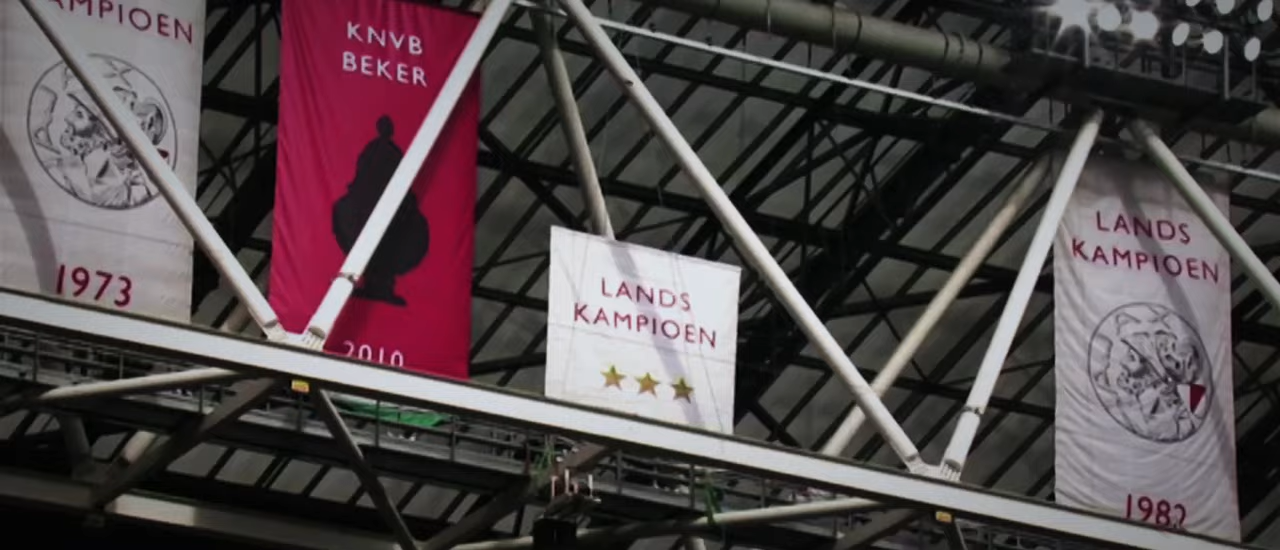 KAMPIOEN
1973
KNVB
BEKER
2010
LANDS
KAMPIOEN
LANDS
KAMPIOEN
1982